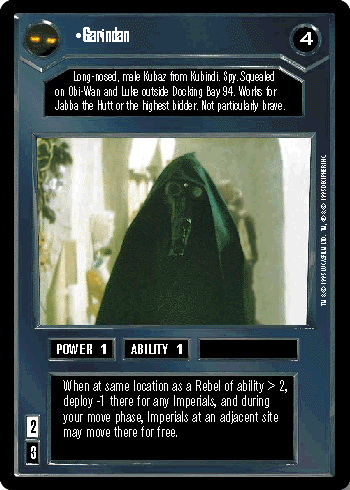 •Garindan
4
Long-nosed, male Kubaz from Kubindi. Spy. Squealed
on Obi-Wan and Luke outside Docking Bay 94. Works for
Jabba the Hutt or the highest bidder. Not particularly brave.
POWER 1
ABILITY 1
When at same location as a Rebel of ability > 2,
deploy -1 there for any Imperials, and during
your move phase, Imperials at an adjacent site
may move there for free.
2
3